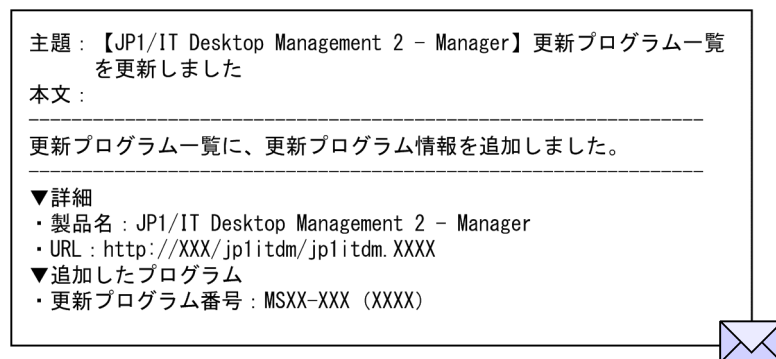 主題：【JP1/IT Desktop Management 2 − Manager】更新プログラム一覧
を更新しました
本文：
------------------------------------------------------------------
更新プログラム一覧に、更新プログラム情報を追加しました。
------------------------------------------------------------------
▼詳細
・製品名：JP1/IT Desktop Management 2 − Manager
・URL：http://XXX/jp1itdm/jp1itdm.XXXX
▼追加したプログラム
・更新プログラム番号：MSXX-XXX（XXXX）